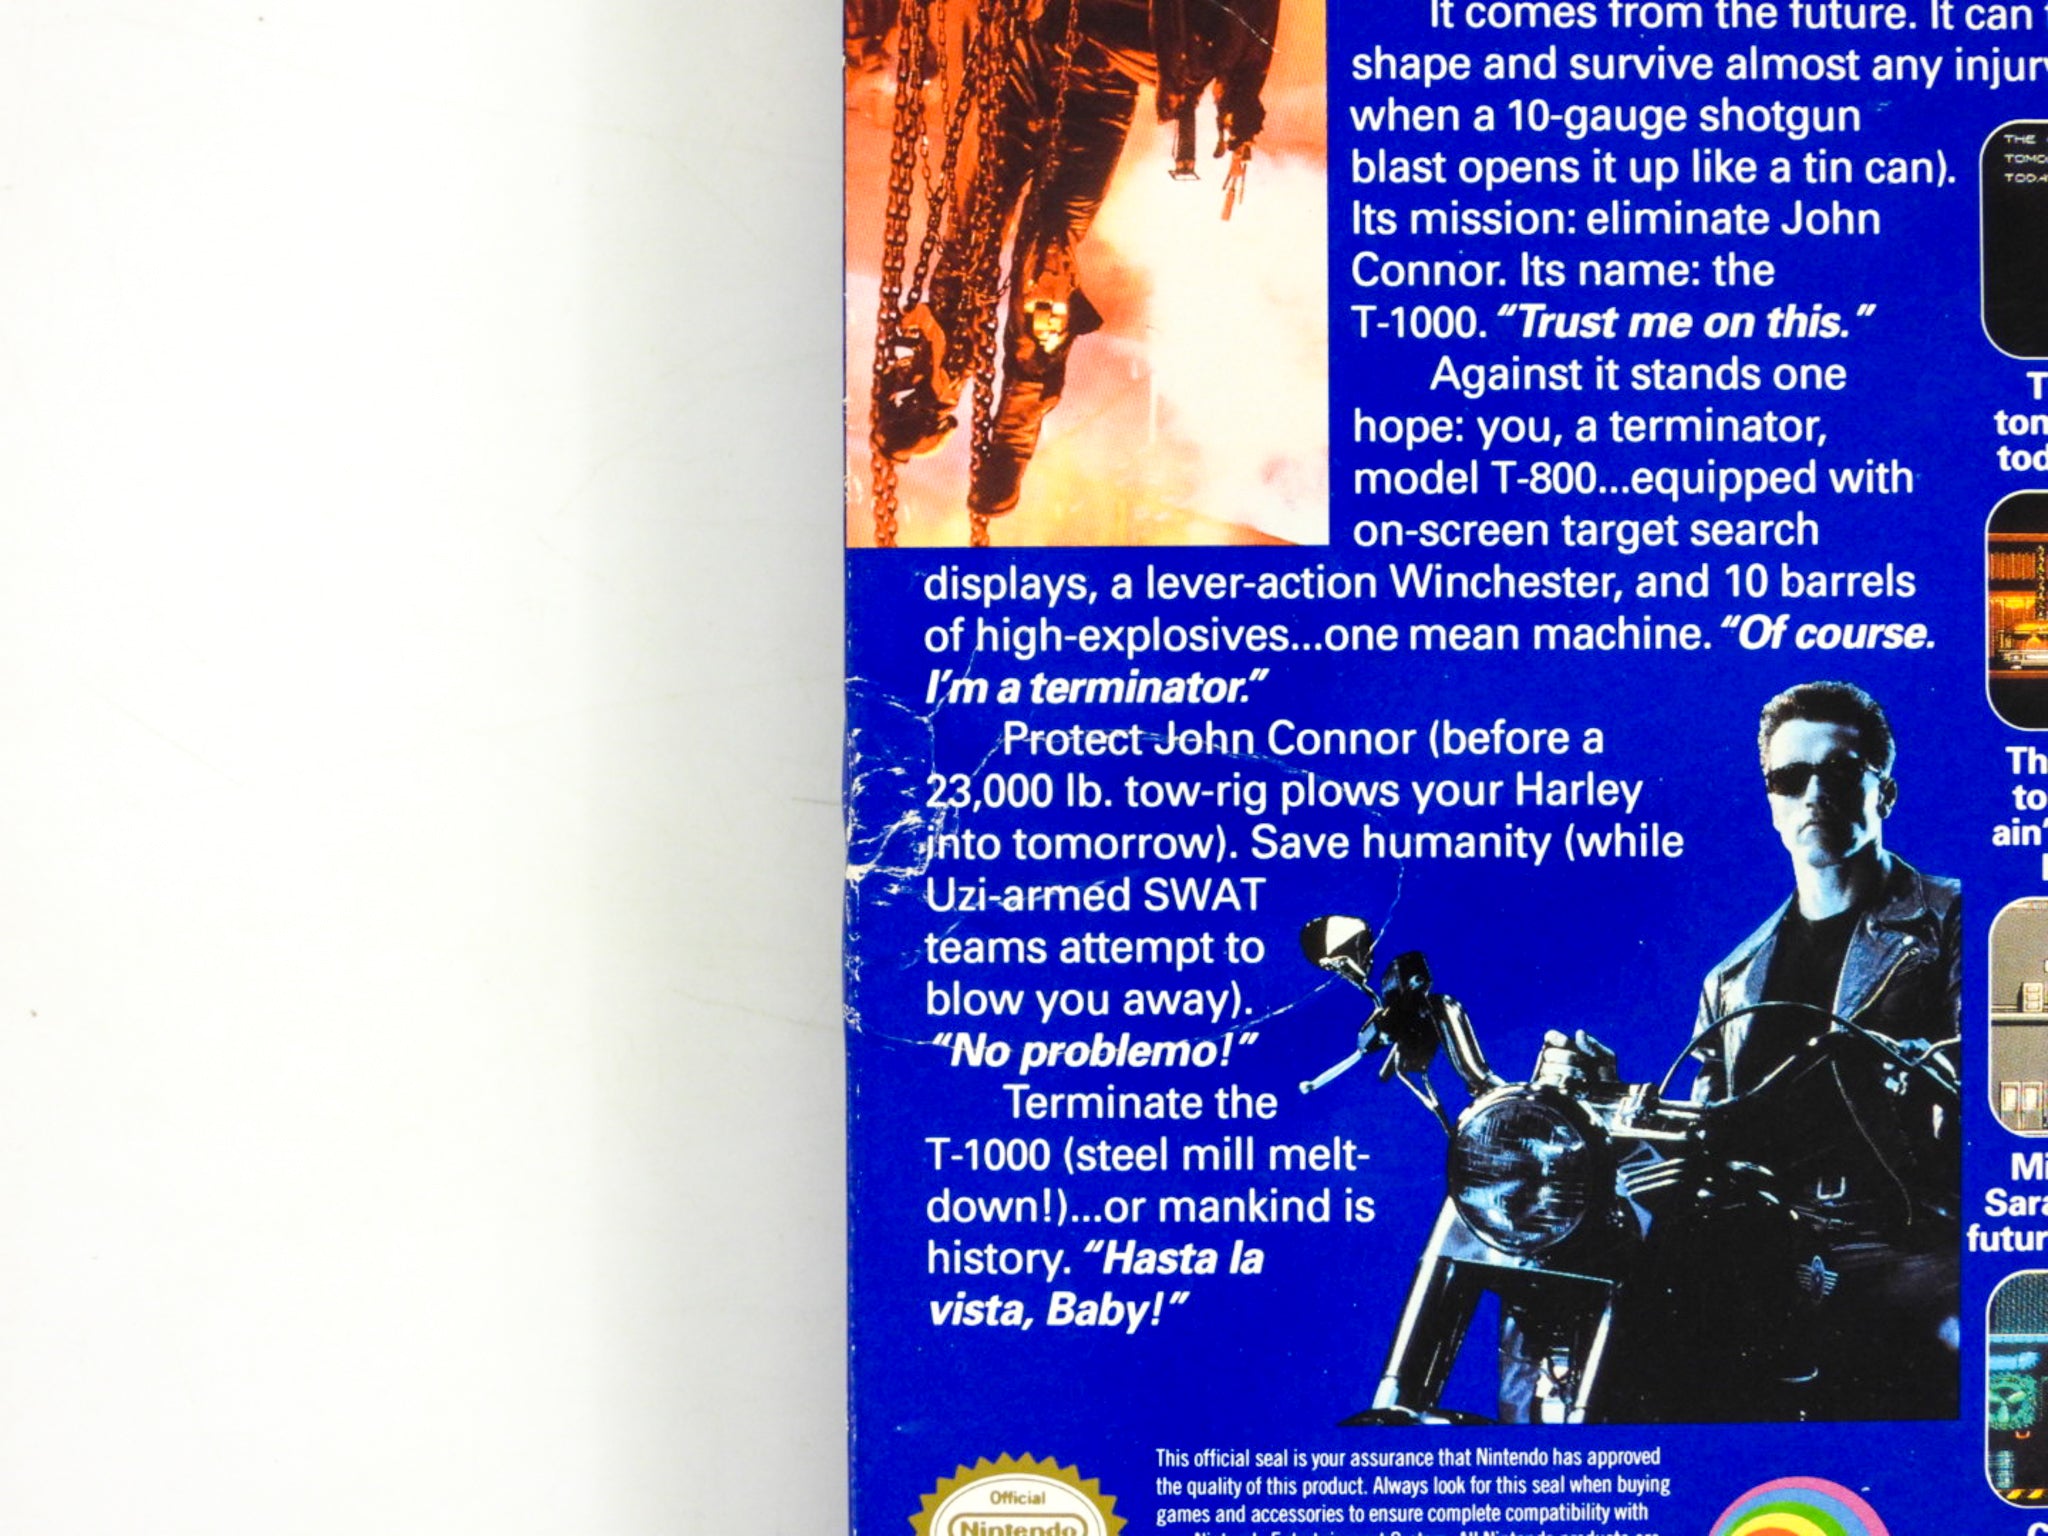 It comes from the future. It can
shape and survive almost any injury
when a 10-gauge shotgun
blast opens it up like a tin can).
Its mission: eliminate John
Connor. Its name: the
T-1000. “Trust me on this.”
Against it stands one
hope: you, a terminator,
model T-800...equipped with
on-screen target search
displays, a lever-action Winchester, and 10 barrels
of high-explosives...one mean machine. “Of course.
I’m a terminator.”
Protect John Connor (before a
23,000 lb. tow-rig plows your Harley
into tomorrow). Save humanity (while
Uzi-armed SWAT
teams attempt to
blow you away).
“No problemo!”
Terminate the
T-1000 (steel mill melt-
down!)...or mankind is
history. “Hasta la
vista, Baby!”
THE
This official seal is your assurance that Nintendo has approved
the quality of this product. Always look for this seal when buying
games and accessories to ensure complete compatibility with
Official
Nintendo